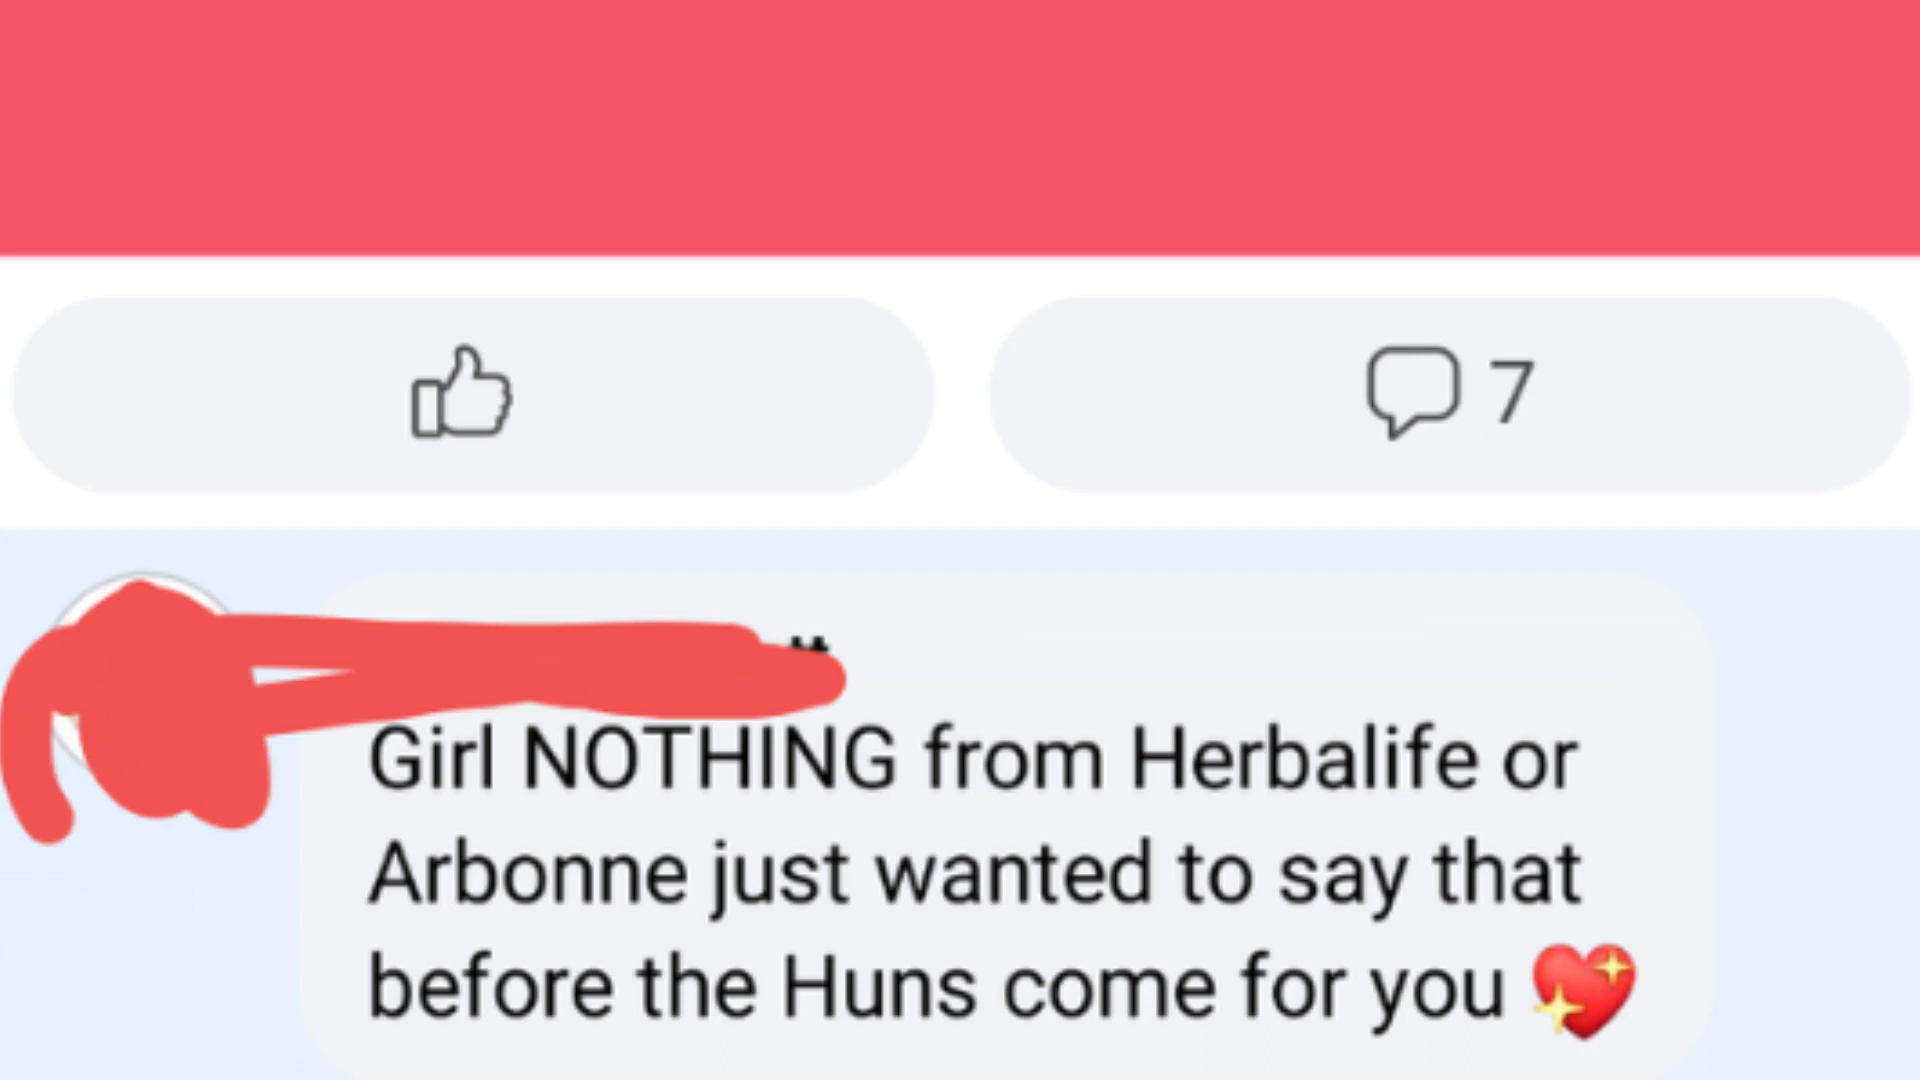 7
Girl NOTHING from Herbalife or
Arbonne just wanted to say that
before the Huns come for you 💖